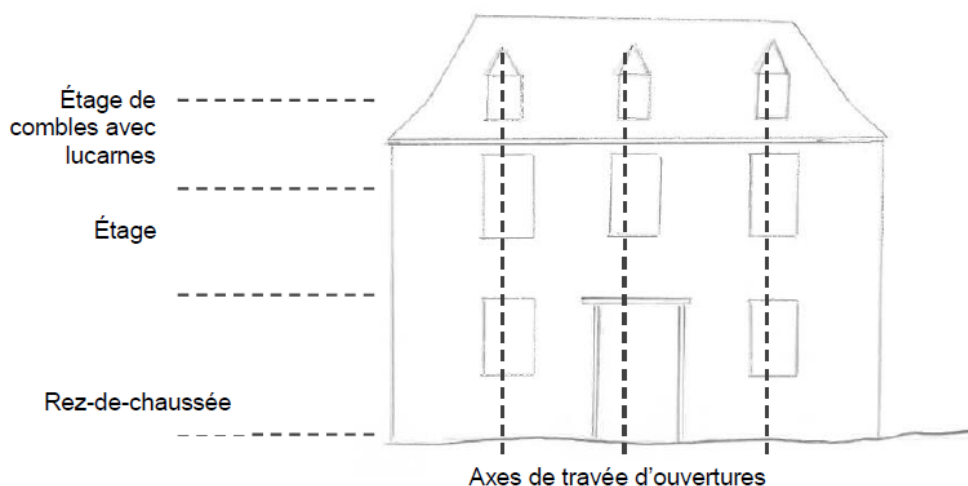 Étage de
combles avec
lucarnes
Étage
Rez-de-chaussée
Axes de travée d'ouvertures